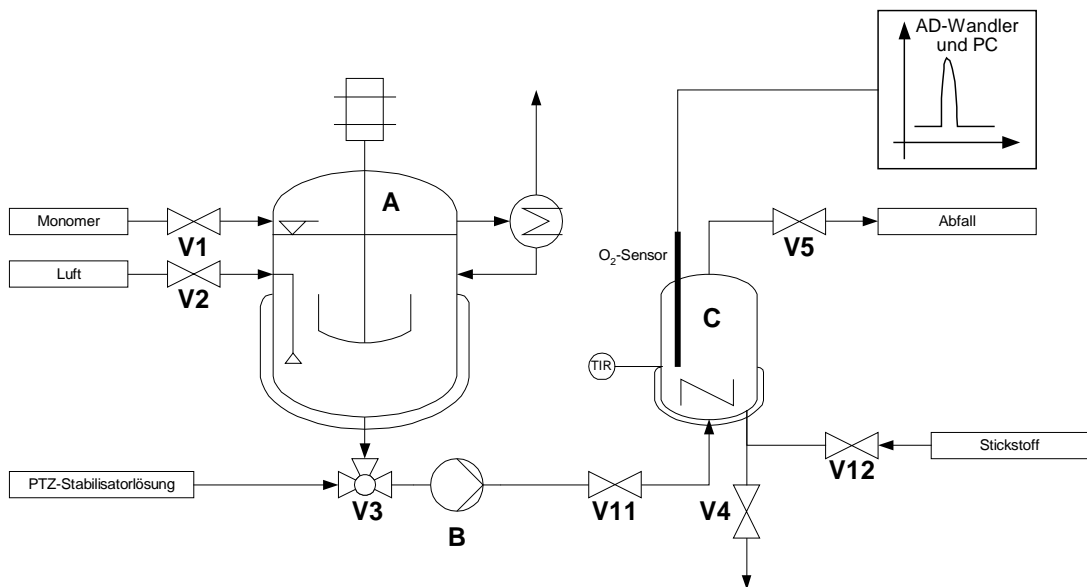 AD-Wandler
und PC
A
Monomer
V1
V5
Abfall
O₂-Sensor
Luft
V2
C
TIR
Stickstoff
V12
PTZ-Stabilisatorlösung
V3
V11
V4
B